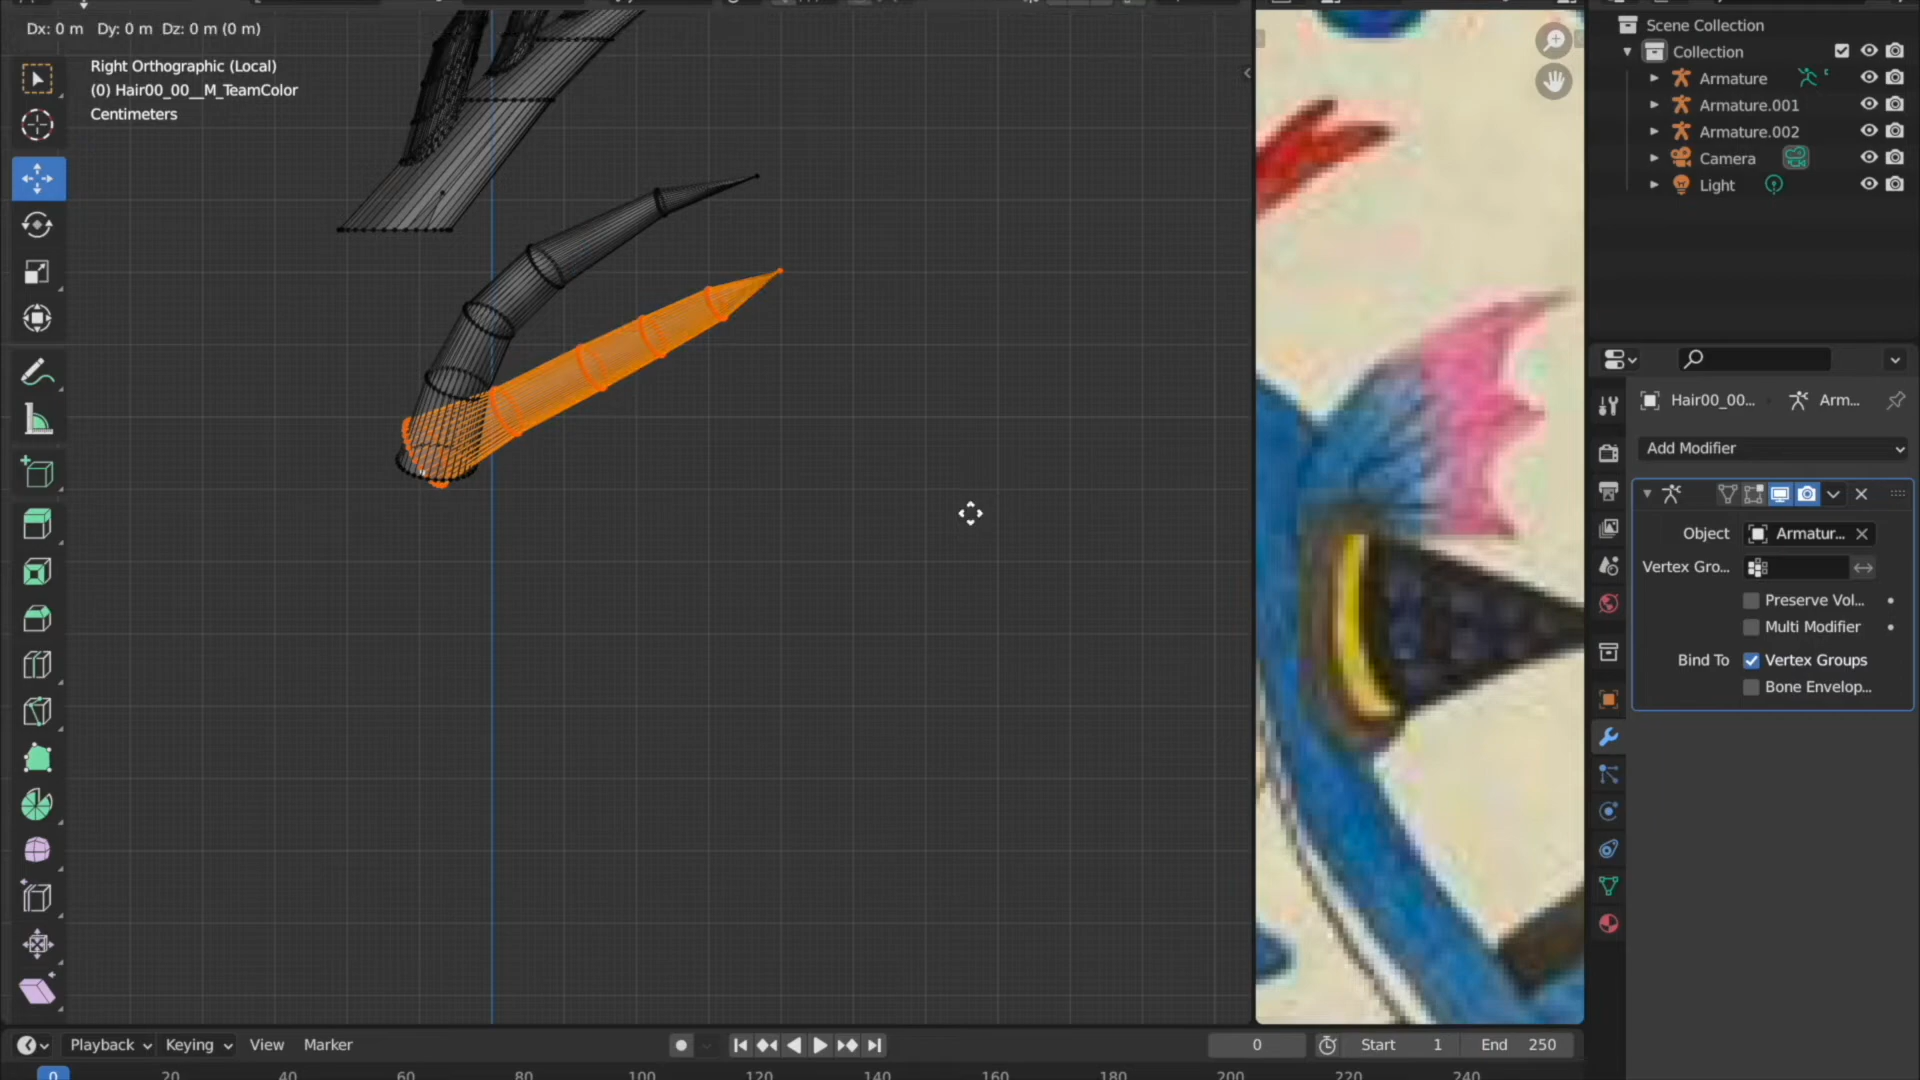 Dx: 0 m Dy: 0 m Dz: 0 m (0 m)
Right Orthographic (Local)
(0) Hair00_00__M_TeamColor
Centimeters
Scene Collection
Collection
Armature
Armature.001
Armature.002
Camera
Light
Hair00_00...
Arm...
Add Modifier
Object
Armatur...
Vertex Gro...
Preserve Vol...
Multi Modifier
Bind To
Vertex Groups
Bone Envelop...
Playback
Keying
View
Marker
0
Start 1
End 250
0 20 40 60 80 100 120 140 160 180 200 220 240